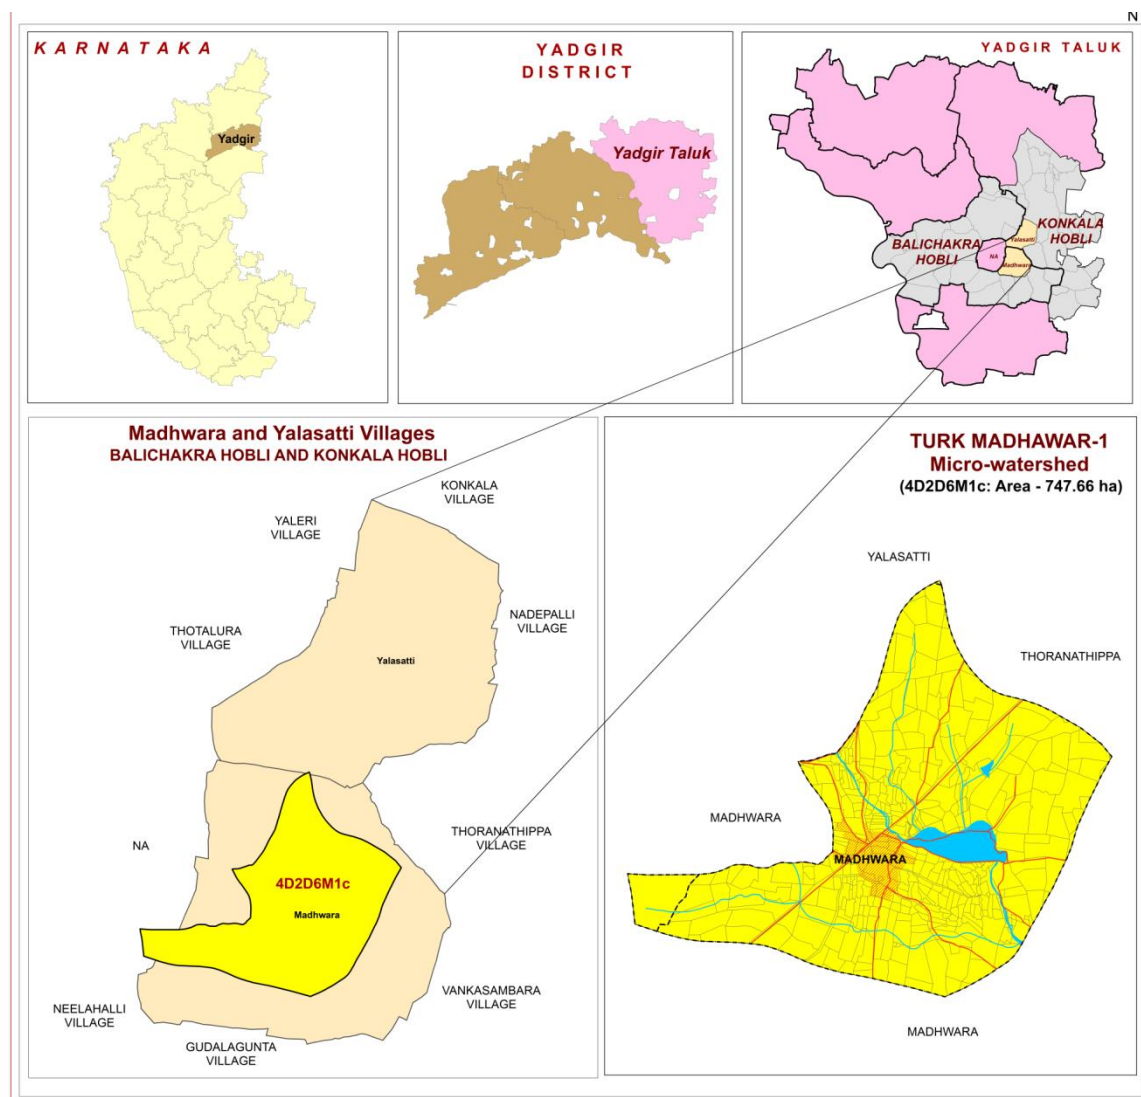 N
KARNATAKA
Yadgir
YADGIR
DISTRICT
Yadgir Taluk
YADGIR TALUK
KONKALA
HOBLI
BALICHAKRA
HOBLI
Yalasatti
NA
Madhwara
Madhwara and Yalasatti Villages
BALICHAKRA HOBLI AND KONKALA HOBLI
KONKALA
VILLAGE
YALERI
VILLAGE
NADEPALLI
VILLAGE
THOTALURA
VILLAGE
Yalasatti
THORANATHIPPA
VILLAGE
NA
4D2D6M1c
Madhwara
VANKASAMBARA
VILLAGE
NEELAHALLI
VILLAGE
GUDALAGUNTA
VILLAGE
TURK MADHAWAR-1
Micro-watershed
(4D2D6M1c: Area - 747.66 ha)
YALASATTI
THORANATHIPPA
MADHWARA
MADHWARA
MADHWARA